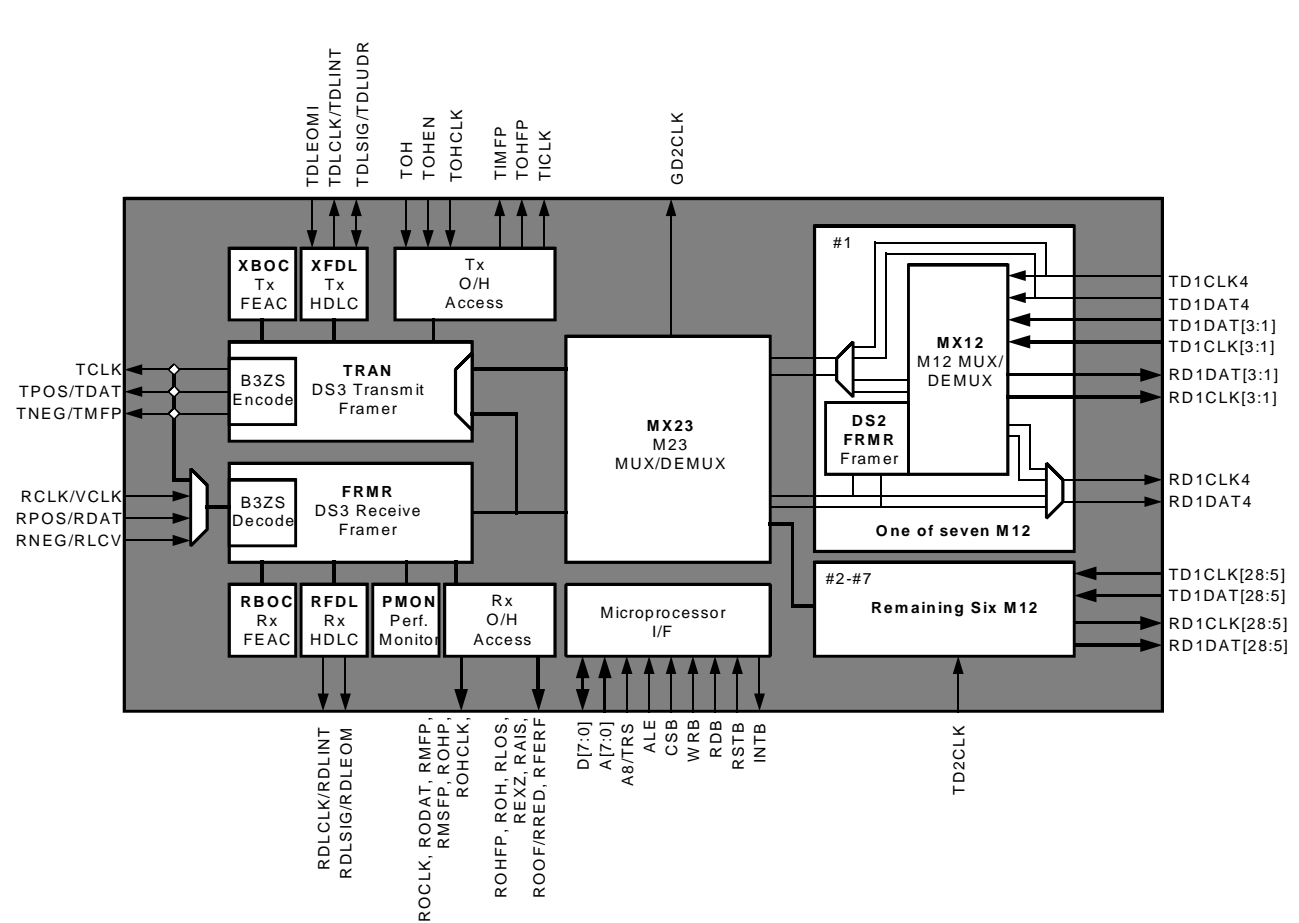 TDLEOMI
TDLCLK/TDLINT
TDLSIG/TDLUDR
TOH
TOHEN
TOHCLK
TIMFP
TOHFP
TICLK
GD2CLK
XBOC
Tx
FEAC
XFDL
Tx
HDLC
Tx
O/H
Access
TCLK
TPOS/TDAT
TNEG/TMFP
B3ZS
Encode
TRAN
DS3 Transmit
Framer
RCLK/VCLK
RPOS/RDAT
RNEG/RLCV
B3ZS
Decode
FRMR
DS3 Receive
Framer
RBOC
Rx
FEAC
RFDL
Rx
HDLC
PMON
Perf.
Monitor
Rx
O/H
Access
MX23
M23
MUX/DEMUX
Microprocessor
I/F
#1
MX12
M12 MUX/
DEMUX
DS2
FRMR
Framer
One of seven M12
#2-#7
Remaining Six M12
TD1CLK4
TD1DAT4
TD1DAT[3:1]
TD1CLK[3:1]
RD1DAT[3:1]
RD1CLK[3:1]
RD1CLK4
RD1DAT4
TD1CLK[28:5]
TD1DAT[28:5]
RD1CLK[28:5]
RD1DAT[28:5]
RDLCLK/RDLINT
RDLSIG/RDLEOM
ROCLK, RODAT, RMFP,
RMSFP, ROHP,
ROHCLK,
ROHFP, ROH, RLOS,
REXZ, RAIS,
ROOF/RRED, RFERF
D[7:0]
A[7:0]
A8/TRS
ALE
CSB
WRB
RDB
RSTB
INTB
TD2CLK